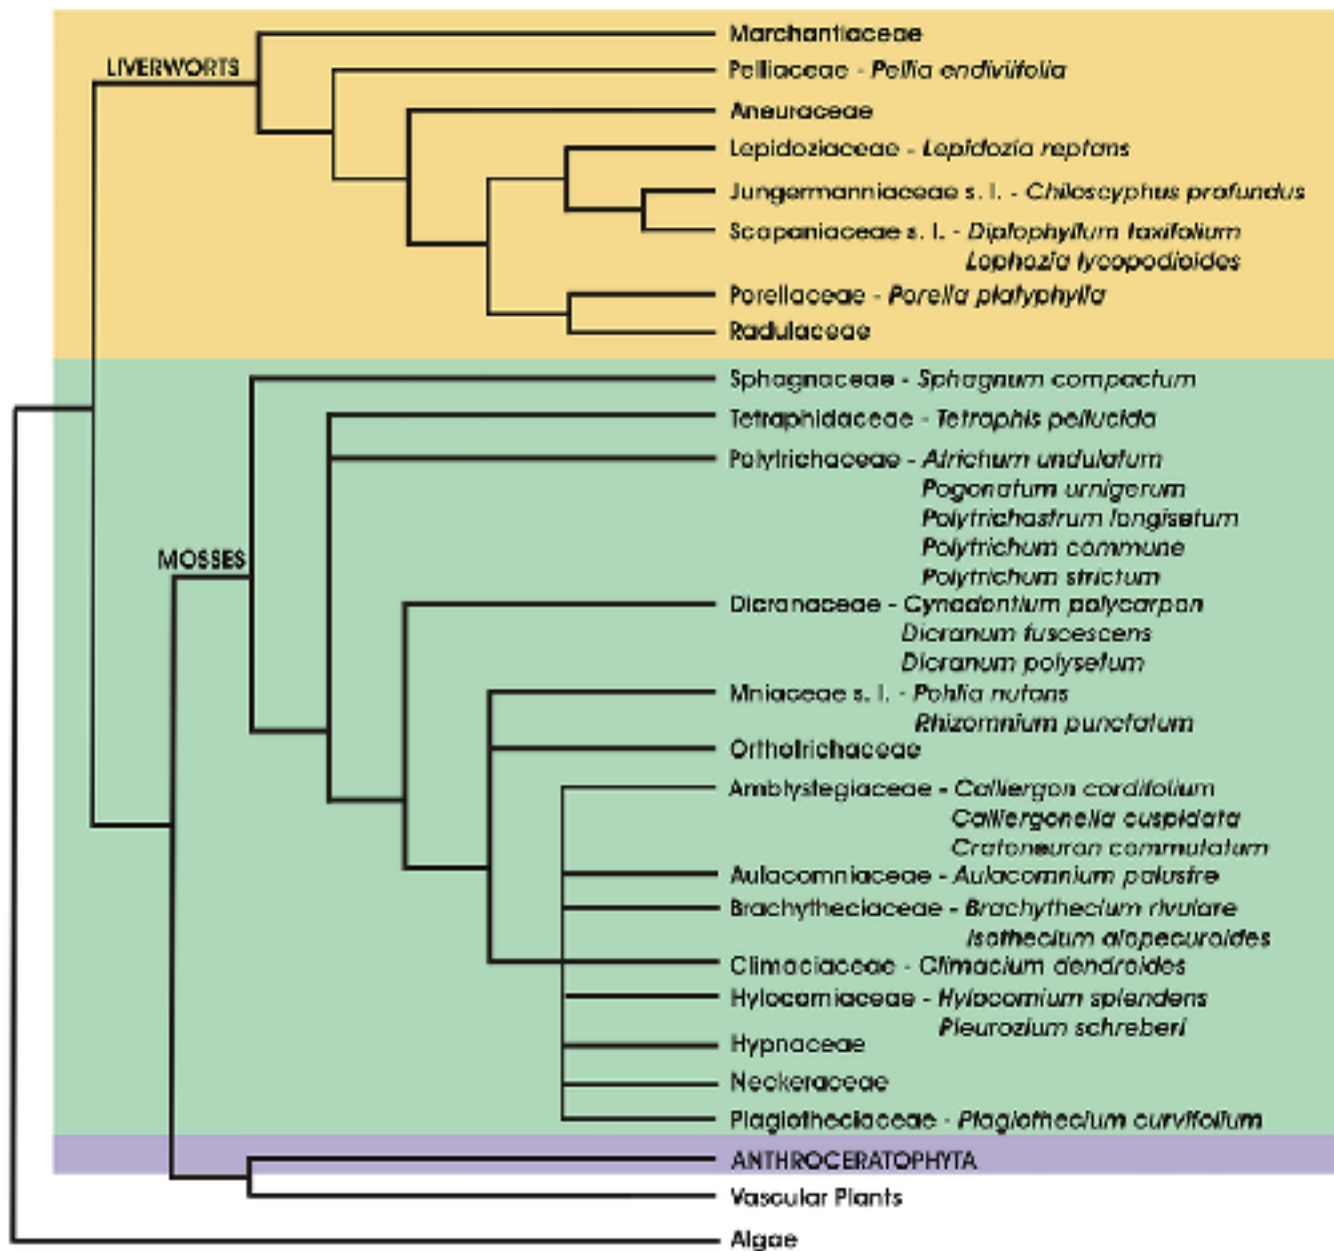 LIVERWORTS
Marchantiaceae
Pelliaceae - Pellia endiviifolia
Aneuraceae
Lepidoziaceae - Lepidozia reptans
Jungermanniaceae s. l. - Chiloscyphus profundus
Scapaniaceae s. l. - Diplophyllum taxifolium
Lophozia lycopodioides
Porellaceae - Porella platyphylla
Radulaceae
Sphagnaceae - Sphagnum compactum
Tetraphidaceae - Tetraphis pellucida
Polytrichaceae - Atrichum undulatum
Pogonatum urnigerum
Polytrichastrum longisetum
Polytrichum commune
MOSSES
Polytrichum strictum
Dicranaceae - Cynodontium polycarpon
Dicranum fuscescens
Dicranum polysetum
Mniaceae s. l. - Pohlia nutans
Rhizomnium punctatum
Orthotrichaceae
Amblystegiaceae - Calliergon cordifolium
Calliergonella cuspidata
Cratoneuron commutatum
Aulacomniaceae - Aulacomnium palustre
Brachytheciaceae - Brachythecium rivulare
Isothecium alopecuroides
Climaciaceae - Climacium dendroides
Hylocomiaceae - Hylocomium splendens
Pleurozium schreberi
Hypnaceae
Neckeraceae
Plagiotheciaceae - Plagiothecium curvifolium
ANTHROCERATOPHYTA
Vascular Plants
Algae